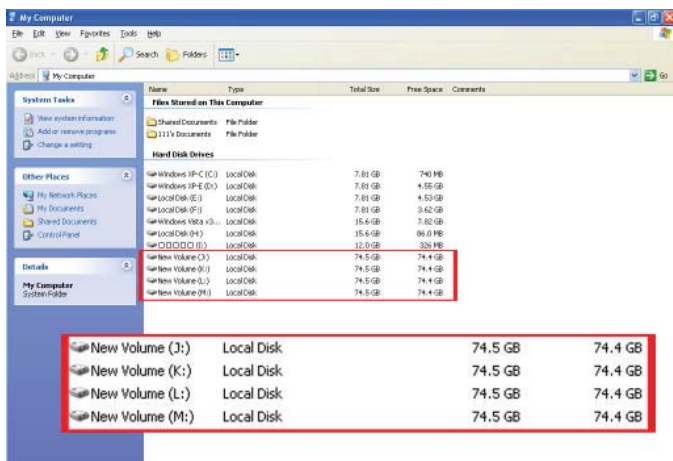 My Computer
File Edit View Favorites Tools Help
Back Search Folders
Address My Computer Go
Name Type Total Size Free Space Comments
System Tasks
View system information
Add or remove programs
Change a setting
Other Places
My Network Places
My Documents
Shared Documents
Control Panel
Details
My Computer
System Folder
Files Stored on This Computer
Shared Documents File Folder
111's Documents File Folder
Hard Disk Drives
Windows XP-C (C:) Local Disk 7.81 GB 740 MB
Windows XP-E (D:) Local Disk 7.81 GB 4.55 GB
Local Disk (E:) Local Disk 7.81 GB 4.53 GB
Local Disk (F:) Local Disk 7.81 GB 3.62 GB
Windows Vista x3... Local Disk 15.6 GB 7.82 GB
Local Disk (H:) Local Disk 15.6 GB 86.0 MB
□□□□□ (I:) Local Disk 12.0 GB 326 MB
New Volume (J:) Local Disk 74.5 GB 74.4 GB
New Volume (K:) Local Disk 74.5 GB 74.4 GB
New Volume (L:) Local Disk 74.5 GB 74.4 GB
New Volume (M:) Local Disk 74.5 GB 74.4 GB
New Volume (J:) Local Disk 74.5 GB 74.4 GB
New Volume (K:) Local Disk 74.5 GB 74.4 GB
New Volume (L:) Local Disk 74.5 GB 74.4 GB
New Volume (M:) Local Disk 74.5 GB 74.4 GB